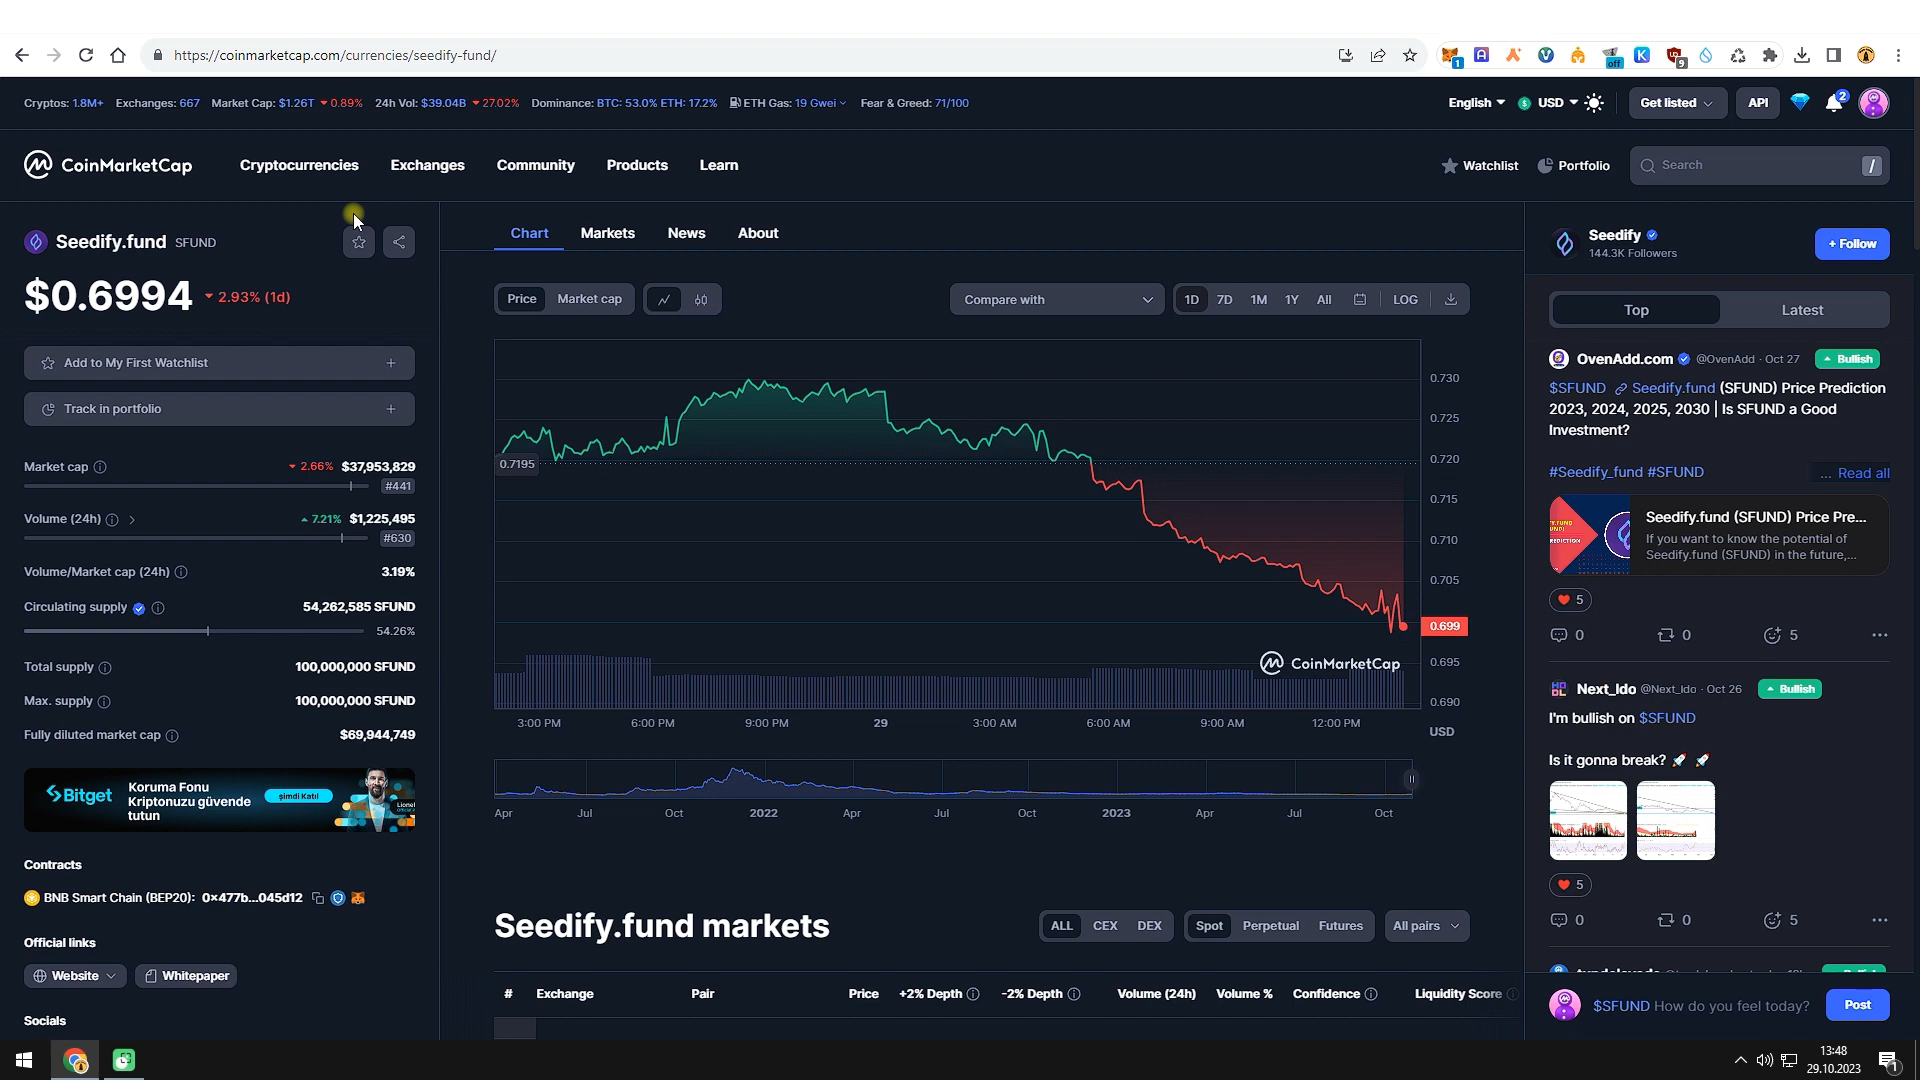 https://coinmarketcap.com/currencies/seedify-fund/
1
off
9
Cryptos: 1.8M+ Exchanges: 667 Market Cap: $1.26T 0.89% 24h Vol: $39.04B 27.02% Dominance: BTC: 53.0% ETH: 17.2% ETH Gas: 19 Gwei Fear & Greed: 71/100
English USD Get listed API 2
CoinMarketCap Cryptocurrencies Exchanges Community Products Learn
Watchlist Portfolio Search /
Seedify.fund SFUND
$0.6994 2.93% (1d)
Add to My First Watchlist +
Track in portfolio +
Market cap 2.66% $37,953,829
#441
Volume (24h) 7.21% $1,225,495
#630
Volume/Market cap (24h) 3.19%
Circulating supply 54,262,585 SFUND
54.26%
Total supply 100,000,000 SFUND
Max. supply 100,000,000 SFUND
Fully diluted market cap $69,944,749
Bitget
Koruma Fonu
Kriptonuzu güvende
tutun
Şimdi Katıl
Lionel
Contracts
BNB Smart Chain (BEP20): 0x477b...045d12
Official links
Website Whitepaper
Socials
Chart Markets News About
Price Market cap
Compare with
1D 7D 1M 1Y All LOG
0.7195
0.730
0.725
0.720
0.715
0.710
0.705
0.699
0.695
0.690
CoinMarketCap
3:00 PM 6:00 PM 9:00 PM 29 3:00 AM 6:00 AM 9:00 AM 12:00 PM
USD
Apr Jul Oct 2022 Apr Jul Oct 2023 Apr Jul Oct
Seedify.fund markets
ALL CEX DEX Spot Perpetual Futures All pairs
# Exchange Pair Price +2% Depth -2% Depth Volume (24h) Volume % Confidence Liquidity Score
Seedify
144.3K Followers
+ Follow
Top Latest
OvenAdd.com @OvenAdd · Oct 27 Bullish
$SFUND Seedify.fund (SFUND) Price Prediction
2023, 2024, 2025, 2030 | Is SFUND a Good
Investment?
#Seedify_fund #SFUND ... Read all
Seedify.fund (SFUND) Price Pre...
If you want to know the potential of
Seedify.fund (SFUND) in the future,...
5
0 0 5
Next_Ido @Next_Ido · Oct 26 Bullish
I'm bullish on $SFUND
Is it gonna break? 🚀 🚀
5
0 0 5
$SFUND How do you feel today? Post
13:48
29.10.2023
1